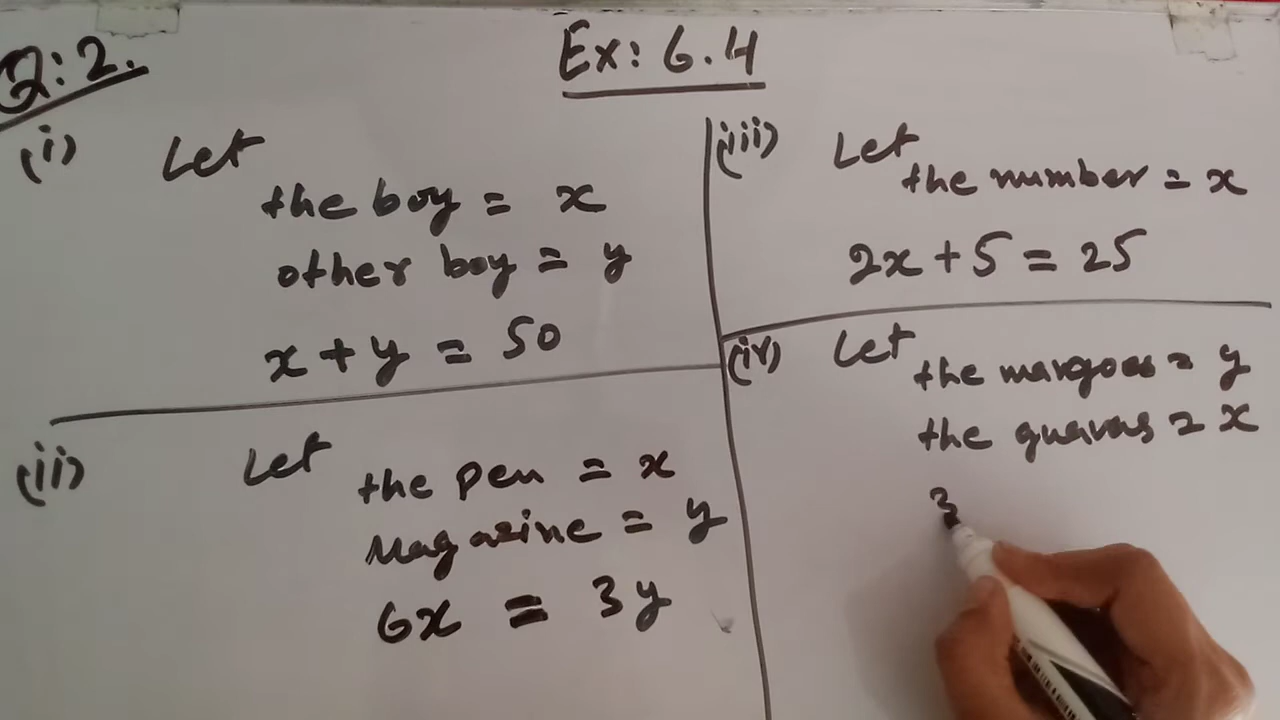 Ex: 6.4
Q:2.
(i) Let
the boy = x
other boy = y
x + y = 50
(ii) Let
the pen = x
Magazine = y
6x = 3y
(iii) Let
the number = x
2x + 5 = 25
(iv) Let
the mangoes = y
the guavas = x
3